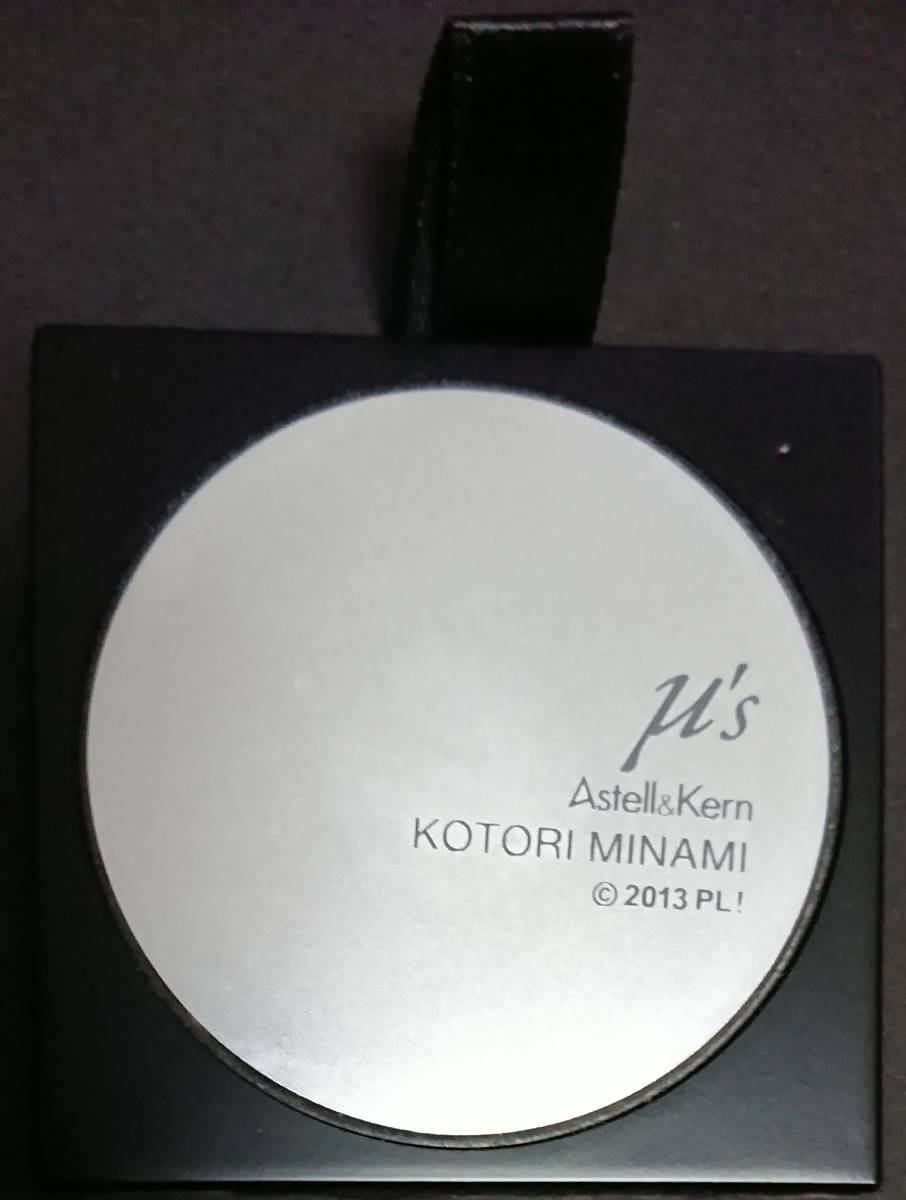 μ's
Astell&Kern
KOTORI MINAMI
© 2013 PL!